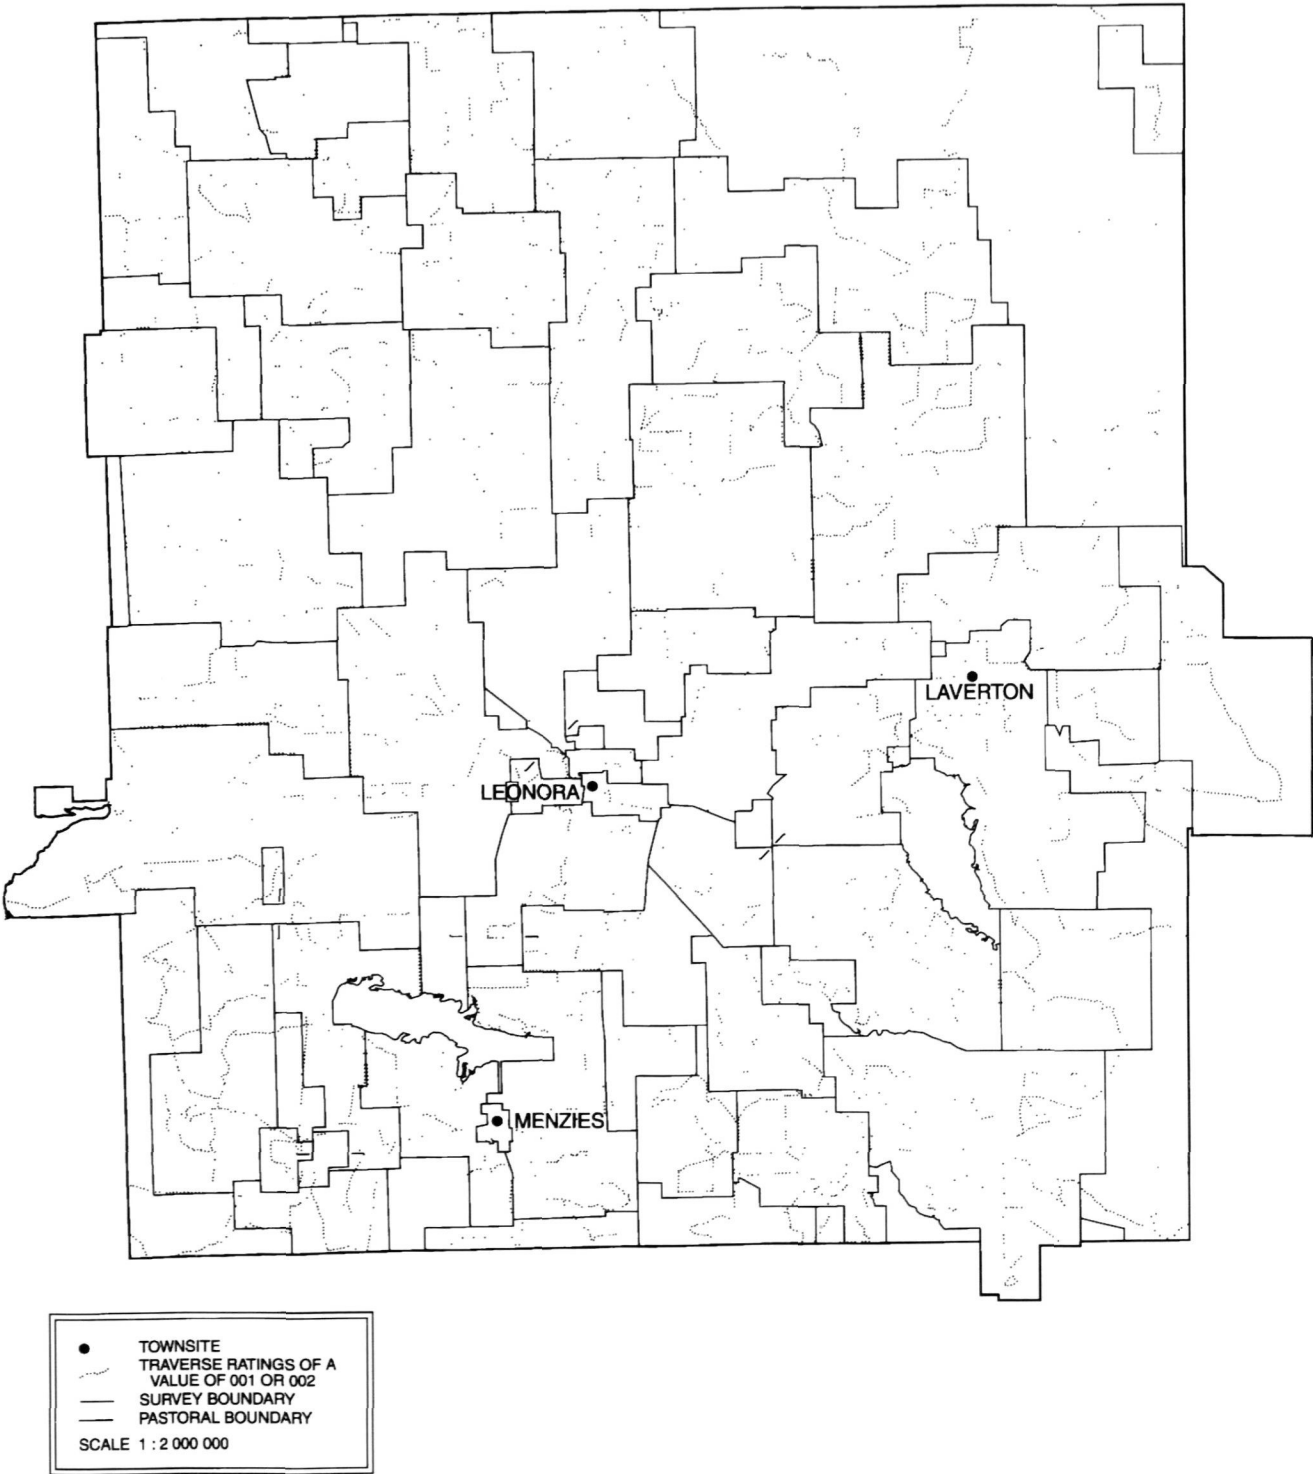 LAVERTON
LEONORA
MENZIES
TOWNSITE
TRAVERSE RATINGS OF A
VALUE OF 001 OR 002
SURVEY BOUNDARY
PASTORAL BOUNDARY
SCALE 1 : 2 000 000